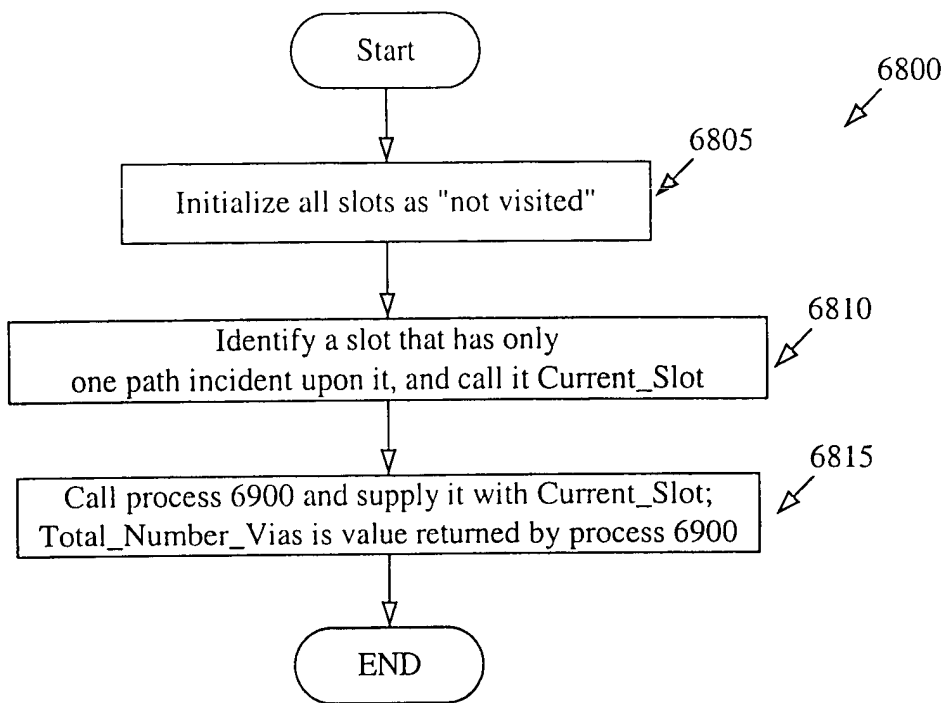 Start
6800
6805
Initialize all slots as "not visited"
6810
Identify a slot that has only
one path incident upon it, and call it Current_Slot
6815
Call process 6900 and supply it with Current_Slot;
Total_Number_Vias is value returned by process 6900
END